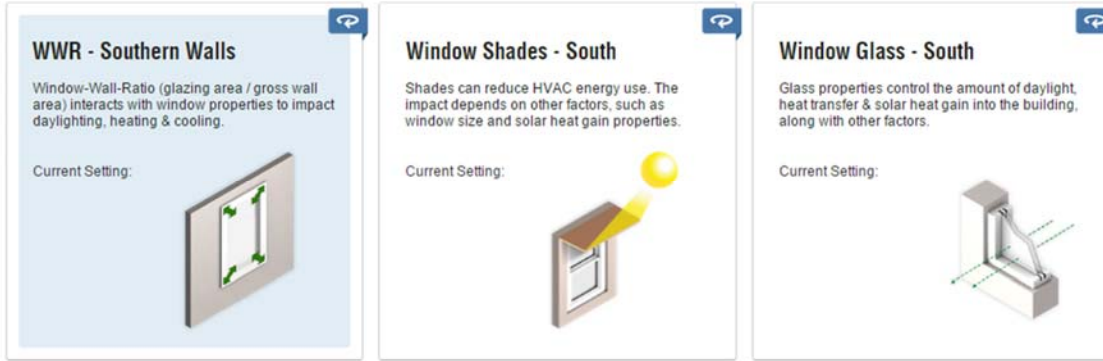 WWR - Southern Walls
Window-Wall-Ratio (glazing area / gross wall
area) interacts with window properties to impact
daylighting, heating & cooling.
Current Setting:
Window Shades - South
Shades can reduce HVAC energy use. The
impact depends on other factors, such as
window size and solar heat gain properties.
Current Setting:
Window Glass - South
Glass properties control the amount of daylight,
heat transfer & solar heat gain into the building,
along with other factors.
Current Setting: